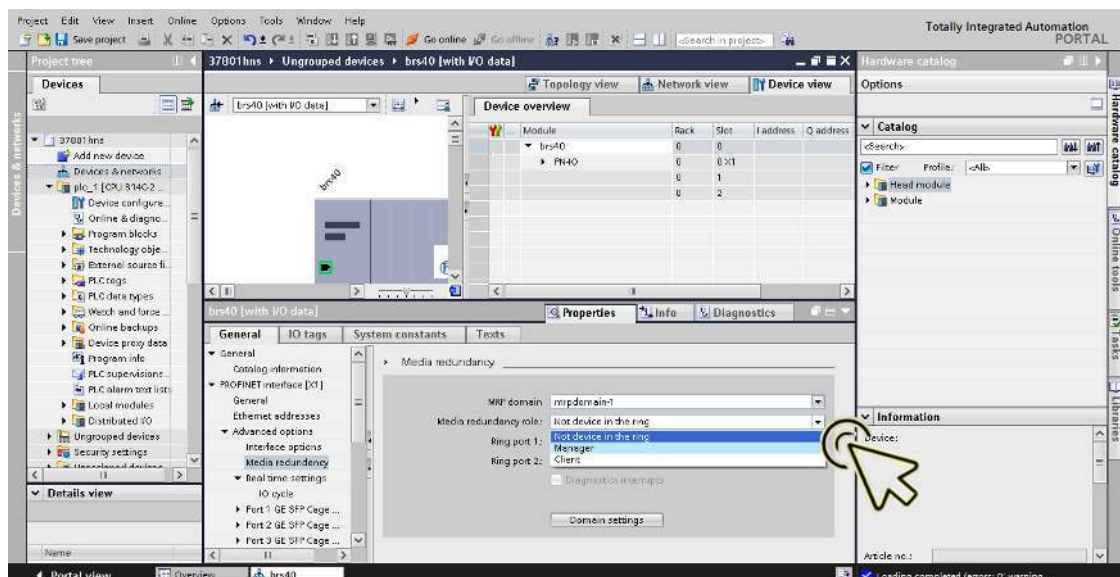 Project Edit View Insert Online Options Tools Window Help
Totally Integrated Automation
PORTAL
Save project
Go online
Go offline
<Search in project>
Project tree
37801hns ▸ Ungrouped devices ▸ brs40 [with I/O data]
Hardware catalog
Devices
Topology view
Network view
Device view
Options
brs40 [with I/O data]
Device overview
Module Rack Slot I address Q address
brs40 0 0
PN-IO 0 0 X1
0 1
0 2
brs40
Catalog
<Search>
Filter Profile: <All>
Head module
Module
37801hns
Add new device
Devices & networks
plc_1 [CPU 314C-2 ...
Device configura...
Online & diagno...
Program blocks
Technology obje...
External source fi...
PLC tags
PLC data types
Watch and force ...
Online backups
Device proxy data
Program info
PLC supervisions...
PLC alarm text lists
Local modules
Distributed I/O
Ungrouped devices
Security settings
Details view
Name
brs40 [with I/O data]
Properties
Info
Diagnostics
General IO tags System constants Texts
General
Catalog information
PROFINET interface [X1]
General
Ethernet addresses
Advanced options
Interface options
Media redundancy
Real time settings
IO cycle
Port 1 GE SFP Cage ...
Port 2 GE SFP Cage ...
Port 3 GE SFP Cage ...
Media redundancy
MRP domain mrpdomain-1
Media redundancy role: Not device in the ring
Not device in the ring
Manager
Client
Ring port 1:
Ring port 2:
Diagnostics interrupts
Domain settings
Information
Device:
Article no.:
Devices & networks
Hardware catalog
Online tools
Tasks
Libraries
Portal view
Overview
brs40